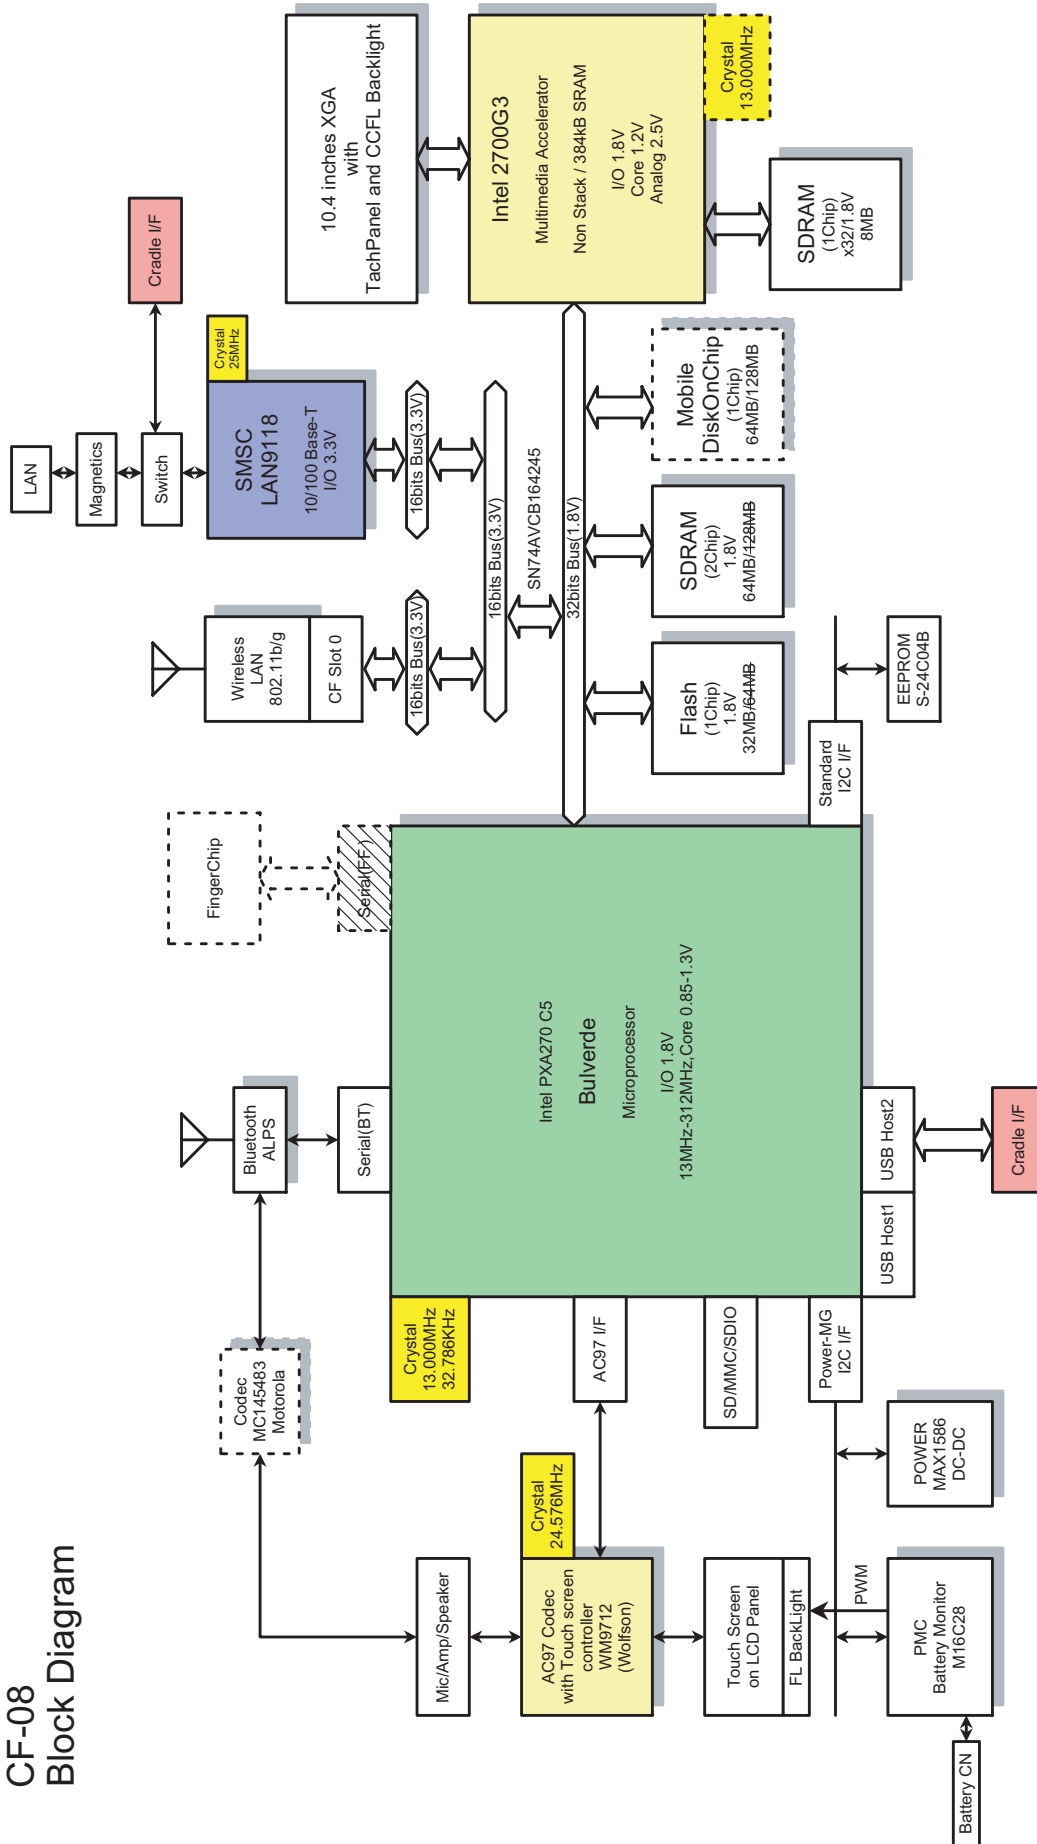 CF-08
Block Diagram
Battery CN
PMC
Battery Monitor
M16C28
PWM
POWER
MAX1586
DC-DC
Touch Screen
on LCD Panel
FL BackLight
AC97 Codec
with Touch screen
controller
WM9712
(Wolfson)
Crystal
24.576MHz
Mic/Amp/Speaker
Codec
MC145483
Motorola
Bluetooth
ALPS
Serial(BT)
Crystal
13.000MHz
32.786KHz
AC97 I/F
SD/MMC/SDIO
Power-MG
I2C I/F
USB Host1
USB Host2
Cradle I/F
Intel PXA270 C5
Bulverde
Microprocessor
I/O 1.8V
13MHz-312MHz,Core 0.85-1.3V
FingerChip
Serial(FF)
Standard
I2C I/F
EEPROM
S-24C04B
Wireless
LAN
802.11b/g
CF Slot 0
16bits Bus(3.3V)
16bits Bus(3.3V)
16bits Bus(3.3V)
SN74AVCB164245
32bits Bus(1.8V)
Flash
(1Chip)
1.8V
32MB/64MB
SDRAM
(2Chip)
1.8V
64MB/128MB
Mobile
DiskOnChip
(1Chip)
64MB/128MB
LAN
Magnetics
Switch
Cradle I/F
SMSC
LAN9118
10/100 Base-T
I/O 3.3V
Crystal
25MHz
10.4 inches XGA
with
TachPanel and CCFL Backlight
Intel 2700G3
Multimedia Accelerator
Non Stack / 384kB SRAM
I/O 1.8V
Core 1.2V
Analog 2.5V
Crystal
13.000MHz
SDRAM
(1Chip)
x32/1.8V
8MB